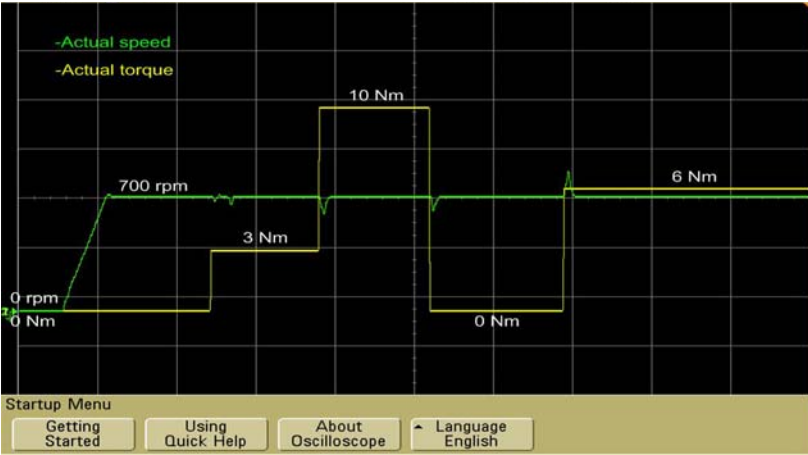 -Actual speed
-Actual torque
10 Nm
700 rpm
6 Nm
3 Nm
0 rpm
0 Nm
0 Nm
Startup Menu
Getting
Started
Using
Quick Help
About
Oscilloscope
Language
English